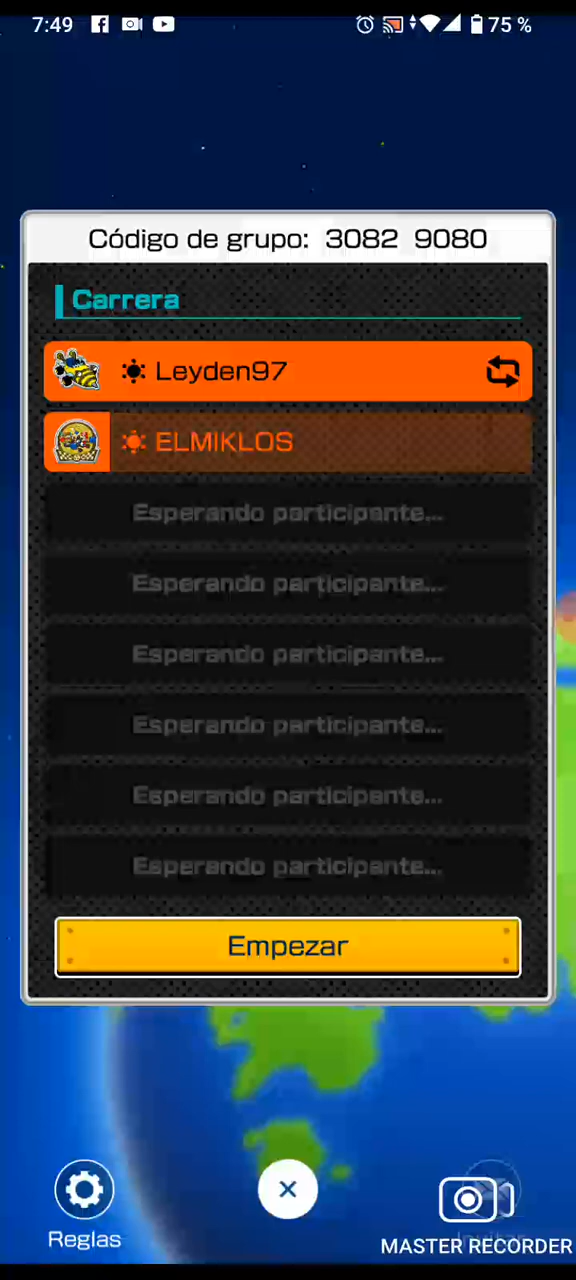 7:49 75 %
Código de grupo: 3082 9080
Carrera
Leyden97
ELMIKLOS
Esperando participante...
Esperando participante...
Esperando participante...
Esperando participante...
Esperando participante...
Esperando participante...
Empezar
Reglas
MASTER RECORDER